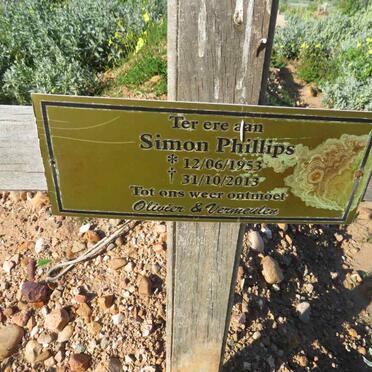 Ter ere aan
Simon Phillips
* 12/06/1953
† 31/10/2013
Tot ons weer ontmoet
Olivier & Vermeulen